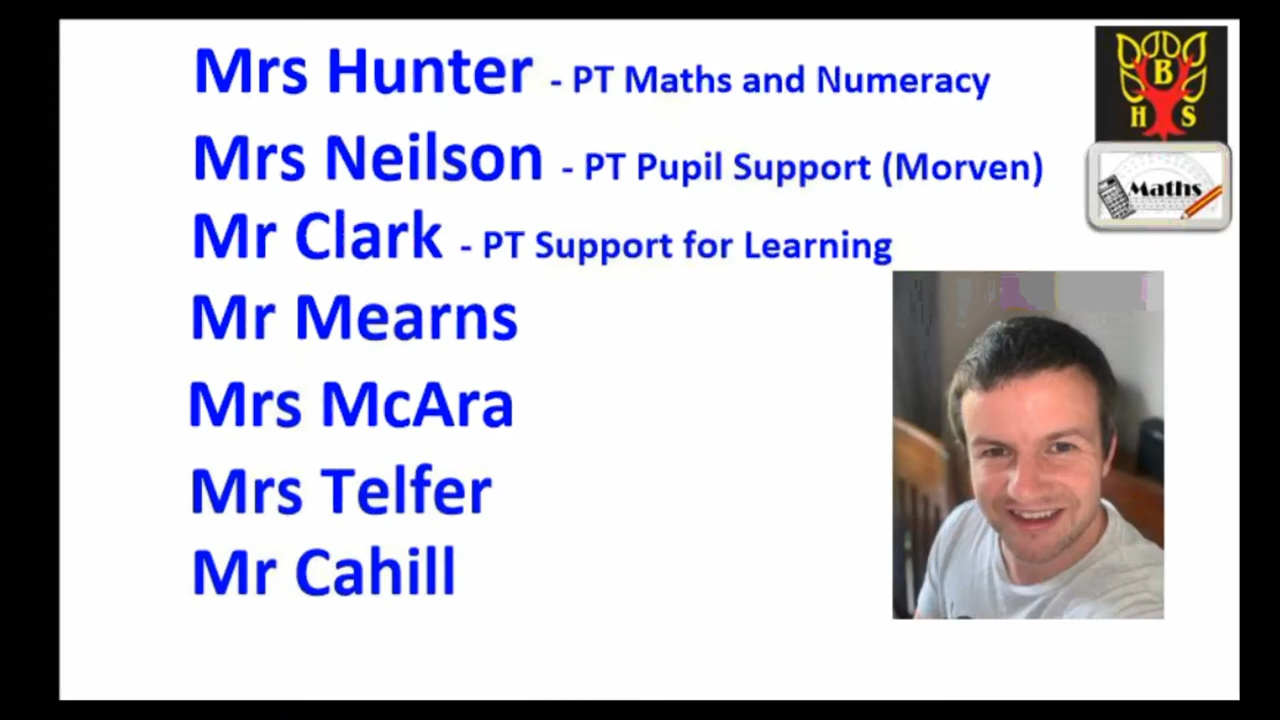 Mrs Hunter - PT Maths and Numeracy
Mrs Neilson - PT Pupil Support (Morven)
Mr Clark - PT Support for Learning
Mr Mearns
Mrs McAra
Mrs Telfer
Mr Cahill
B
H S
Maths